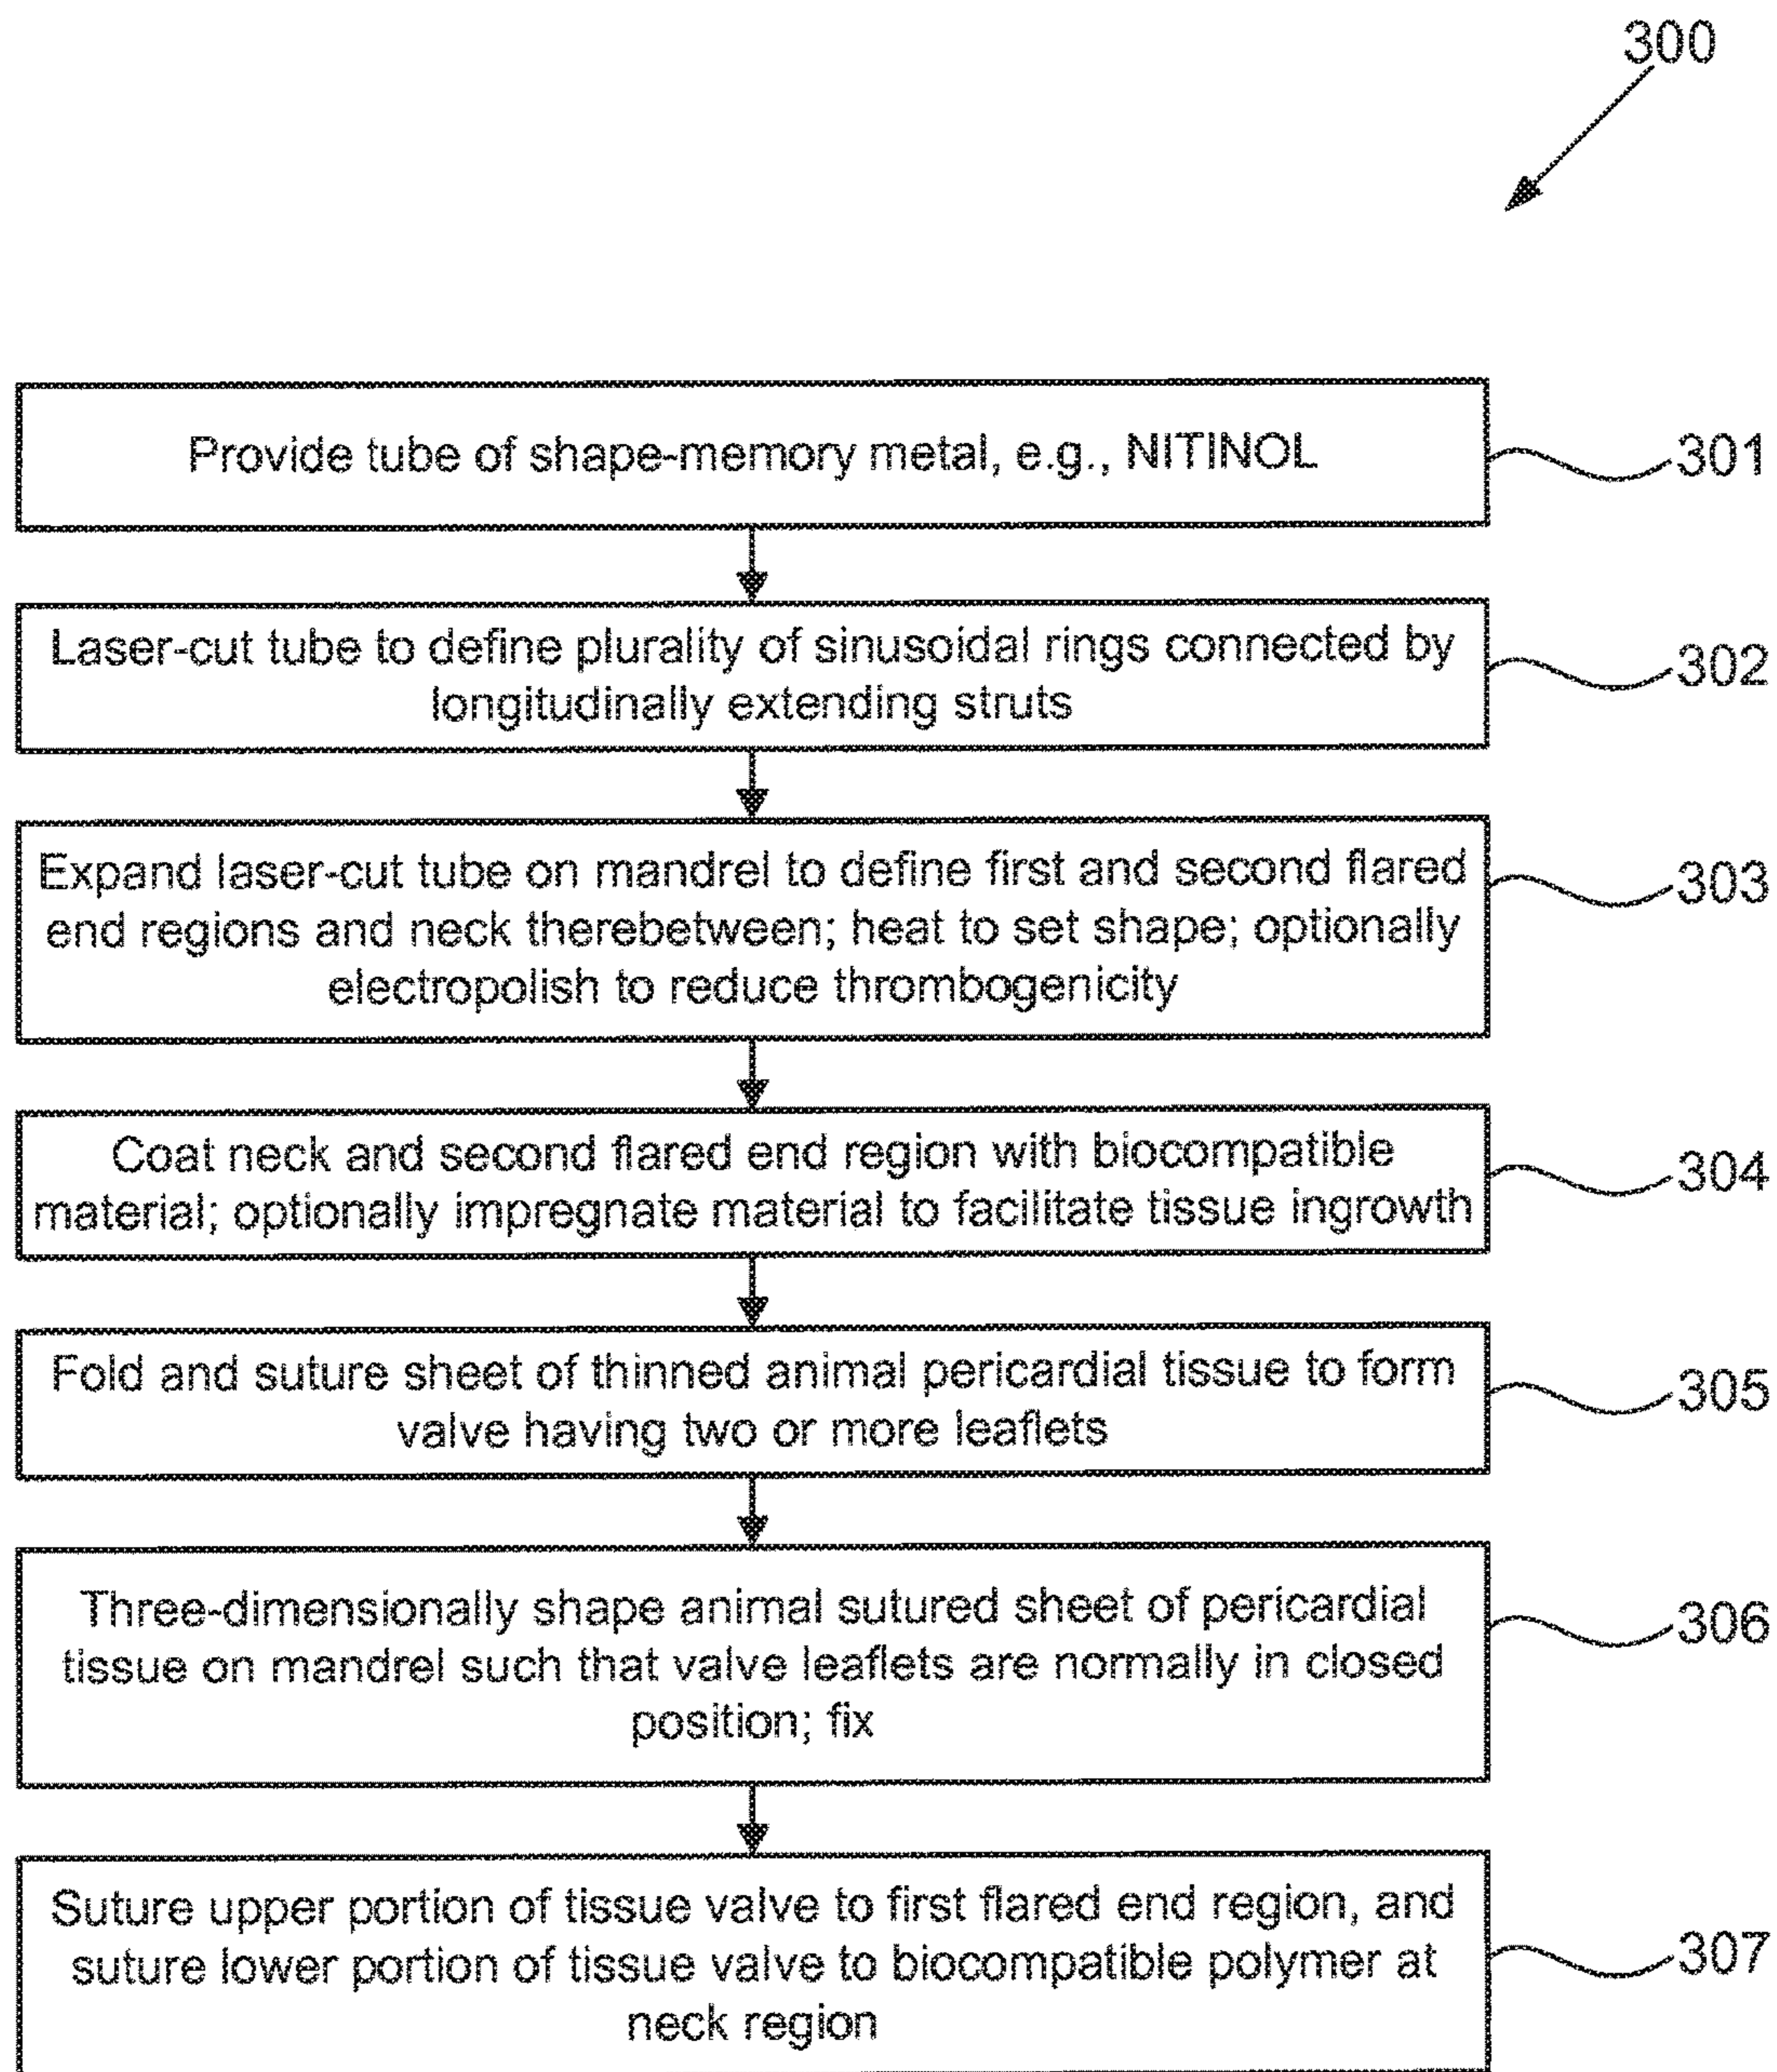 300
Provide tube of shape-memory metal, e.g., NITINOL
301
Laser-cut tube to define plurality of sinusoidal rings connected by
longitudinally extending struts
302
Expand laser-cut tube on mandrel to define first and second flared
end regions and neck therebetween; heat to set shape; optionally
electropolish to reduce thrombogenicity
303
Coat neck and second flared end region with biocompatible
material; optionally impregnate material to facilitate tissue ingrowth
304
Fold and suture sheet of thinned animal pericardial tissue to form
valve having two or more leaflets
305
Three-dimensionally shape animal sutured sheet of pericardial
tissue on mandrel such that valve leaflets are normally in closed
position; fix
306
Suture upper portion of tissue valve to first flared end region, and
suture lower portion of tissue valve to biocompatible polymer at
neck region
307